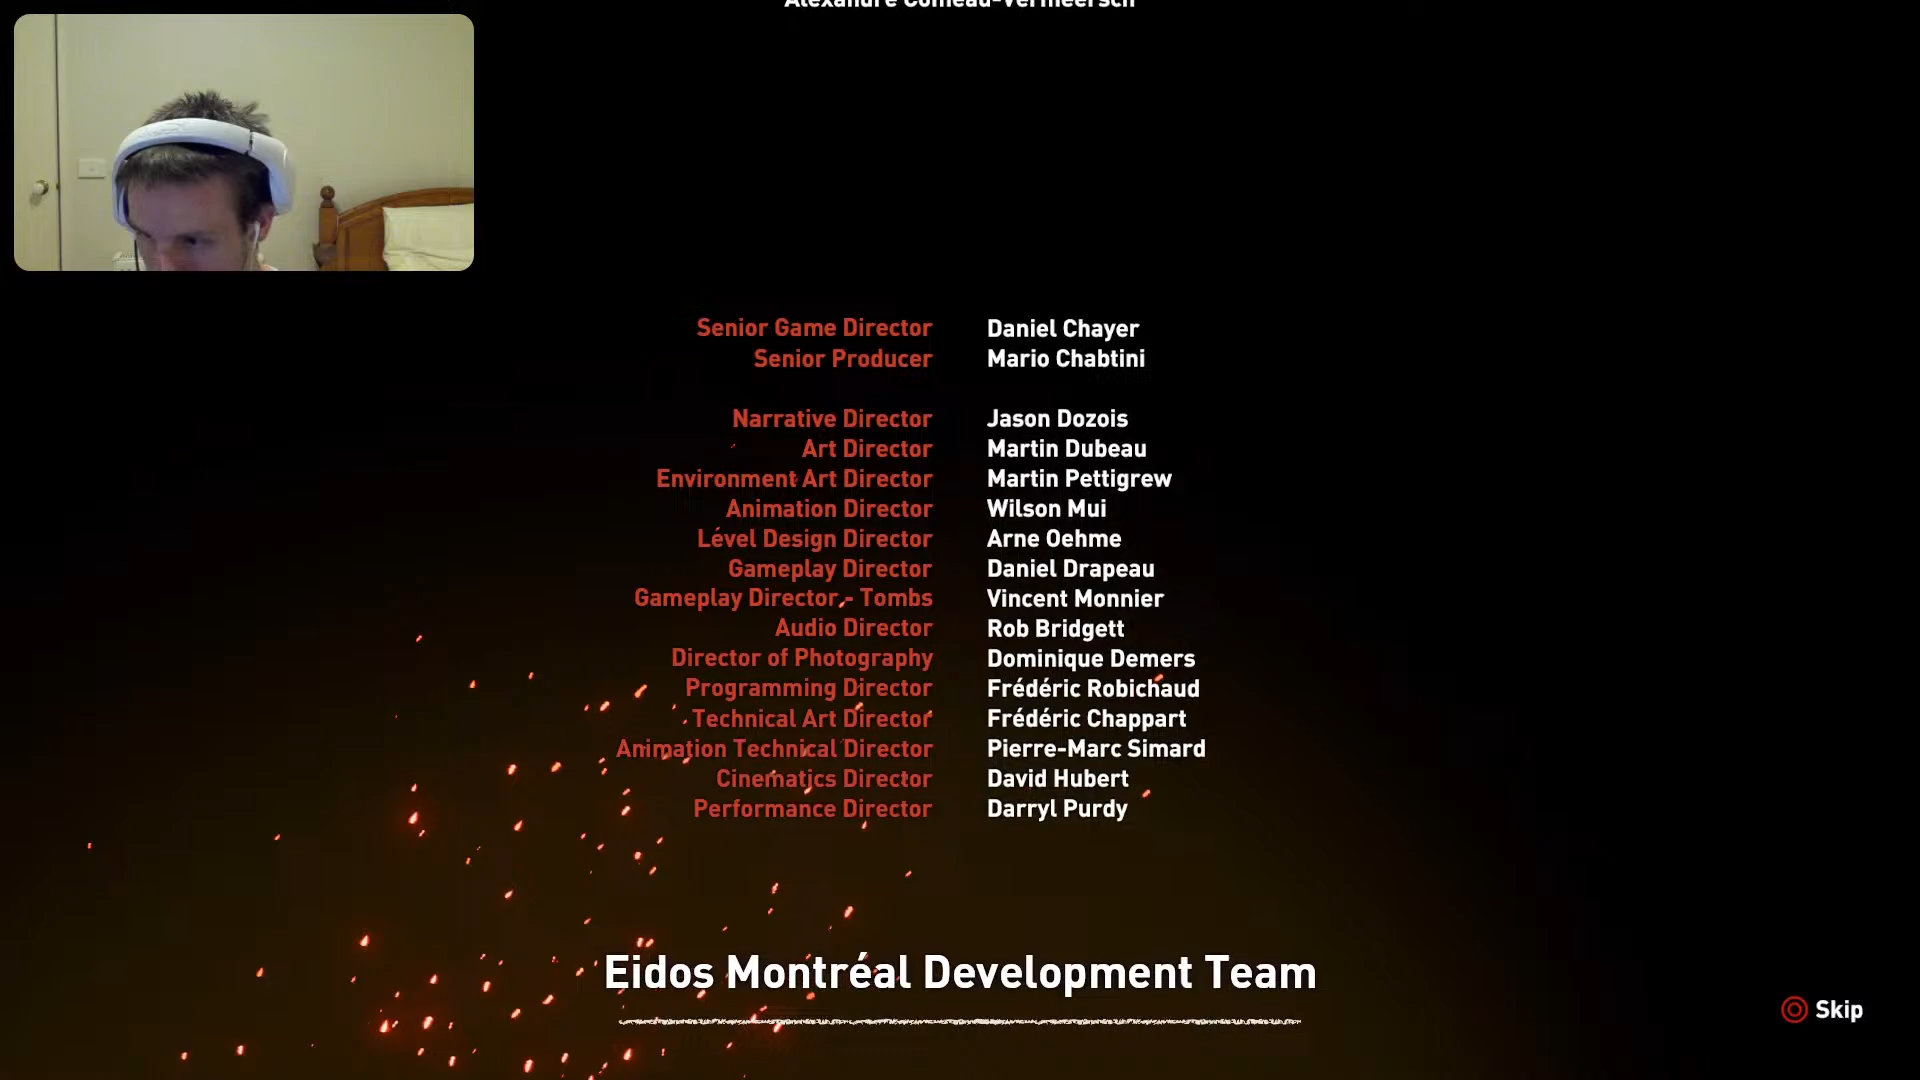 Alexandre Comeau-Vermeersch
Senior Game Director Daniel Chayer
Senior Producer Mario Chabtini
Narrative Director Jason Dozois
Art Director Martin Dubeau
Environment Art Director Martin Pettigrew
Animation Director Wilson Mui
Lével Design Director Arne Oehme
Gameplay Director Daniel Drapeau
Gameplay Director - Tombs Vincent Monnier
Audio Director Rob Bridgett
Director of Photography Dominique Demers
Programming Director Frédéric Robichaud
Technical Art Director Frédéric Chappart
Animation Technical Director Pierre-Marc Simard
Cinematics Director David Hubert
Performance Director Darryl Purdy
Eidos Montréal Development Team
Skip